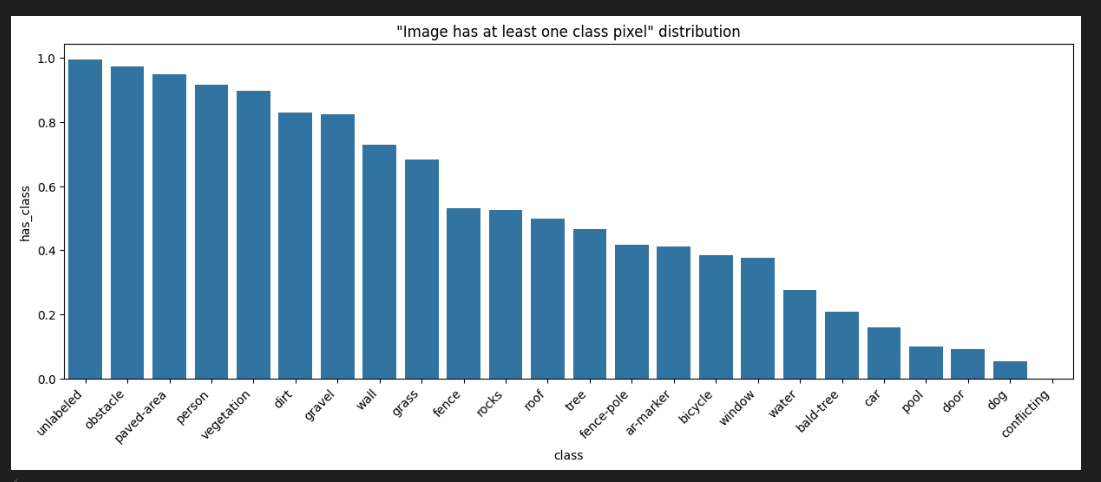 "Image has at least one class pixel" distribution
has_class
1.0
0.8
0.6
0.4
0.2
0.0
unlabeled
obstacle
paved-area
person
vegetation
dirt
gravel
wall
grass
fence
rocks
roof
tree
fence-pole
ar-marker
bicycle
window
water
bald-tree
car
pool
door
dog
conflicting
class